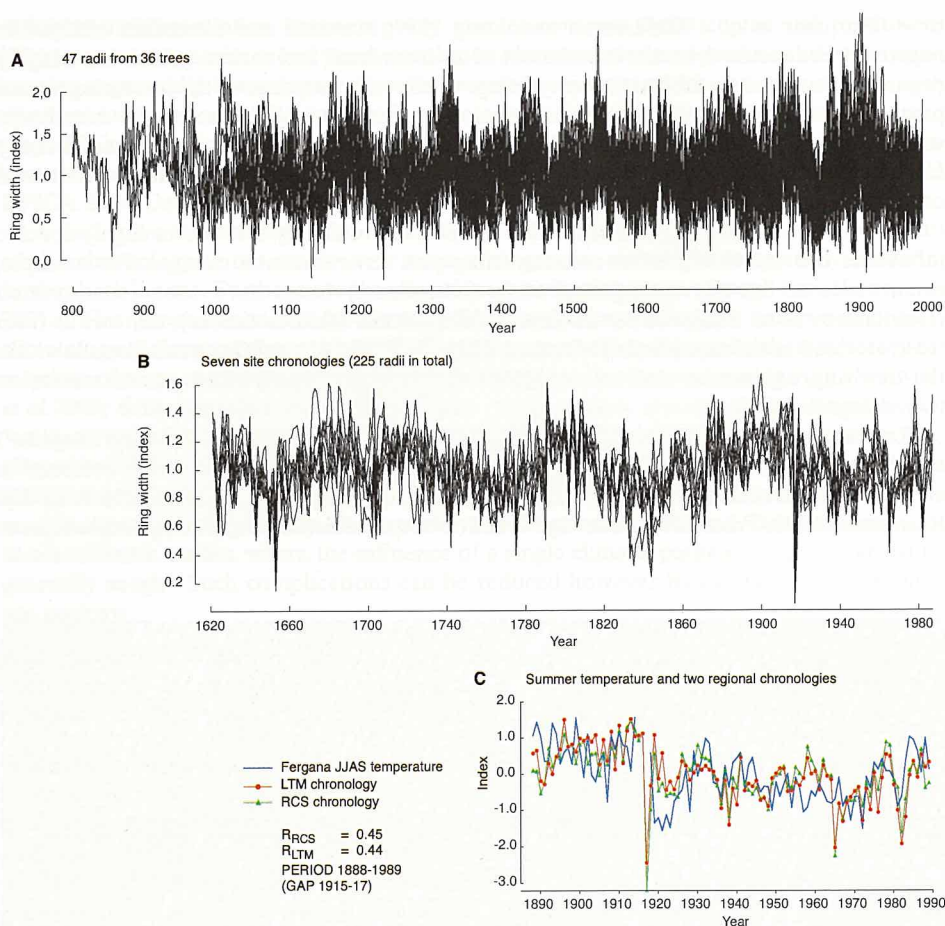 A
47 radii from 36 trees
Ring width (index)
2,0
1,5
1,0
0,5
0,0
800 900 1000 1100 1200 1300 1400 1500 1600 1700 1800 1900 2000
Year
B
Seven site chronologies (225 radii in total)
Ring width (index)
1.6
1.4
1.2
1.0
0.8
0.6
0.4
0.2
1620 1660 1700 1740 1780 1820 1860 1900 1940 1980
Year
C
Summer temperature and two regional chronologies
Index
2.0
1.0
0.0
-1.0
-2.0
-3.0
1890 1900 1910 1920 1930 1940 1950 1960 1970 1980 1990
Year
Fergana JJAS temperature
LTM chronology
RCS chronology
RRCS = 0.45
RLTM = 0.44
PERIOD 1888-1989
(GAP 1915-17)